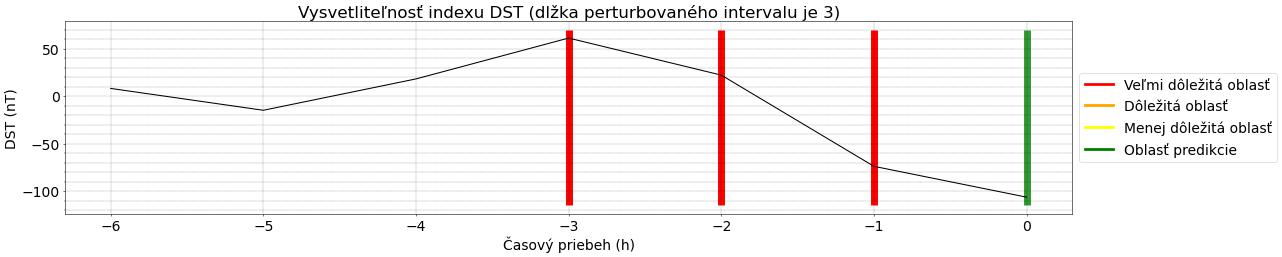 Vysvetliteľnosť indexu DST (dlžka perturbovaného intervalu je 3)
50
0
−50
−100
DST (nT)
−6 −5 −4 −3 −2 −1 0
Časový priebeh (h)
Veľmi dôležitá oblasť
Dôležitá oblasť
Menej dôležitá oblasť
Oblasť predikcie